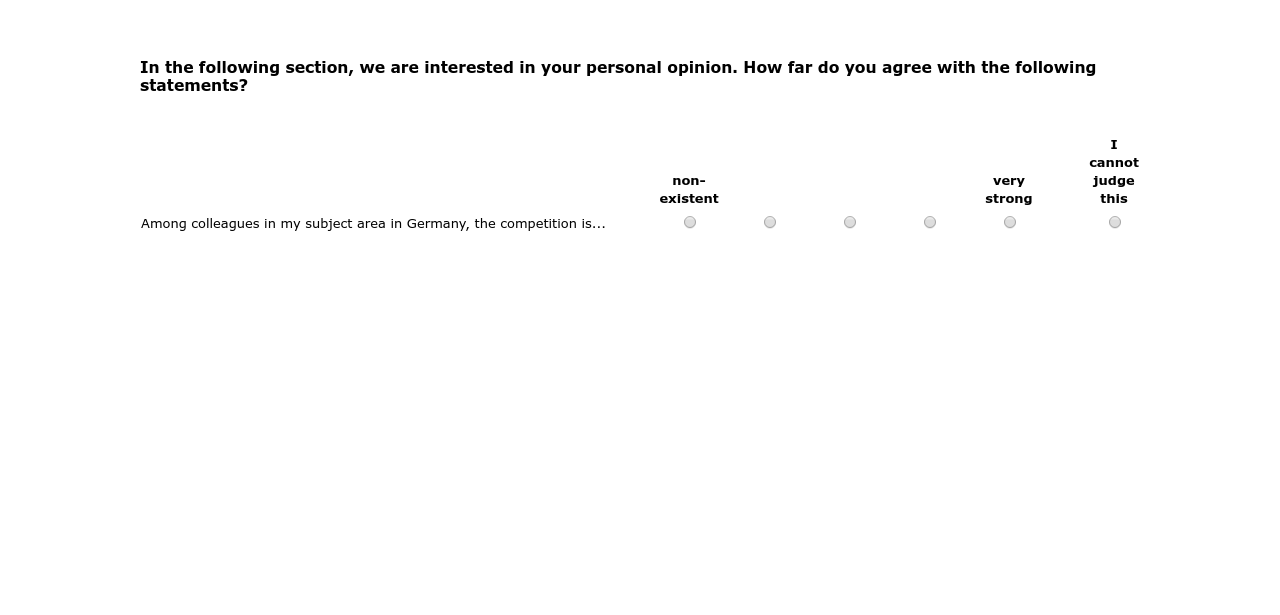 In the following section, we are interested in your personal opinion. How far do you agree with the following
statements?
non-
existent
very
strong
I
cannot
judge
this
Among colleagues in my subject area in Germany, the competition is...